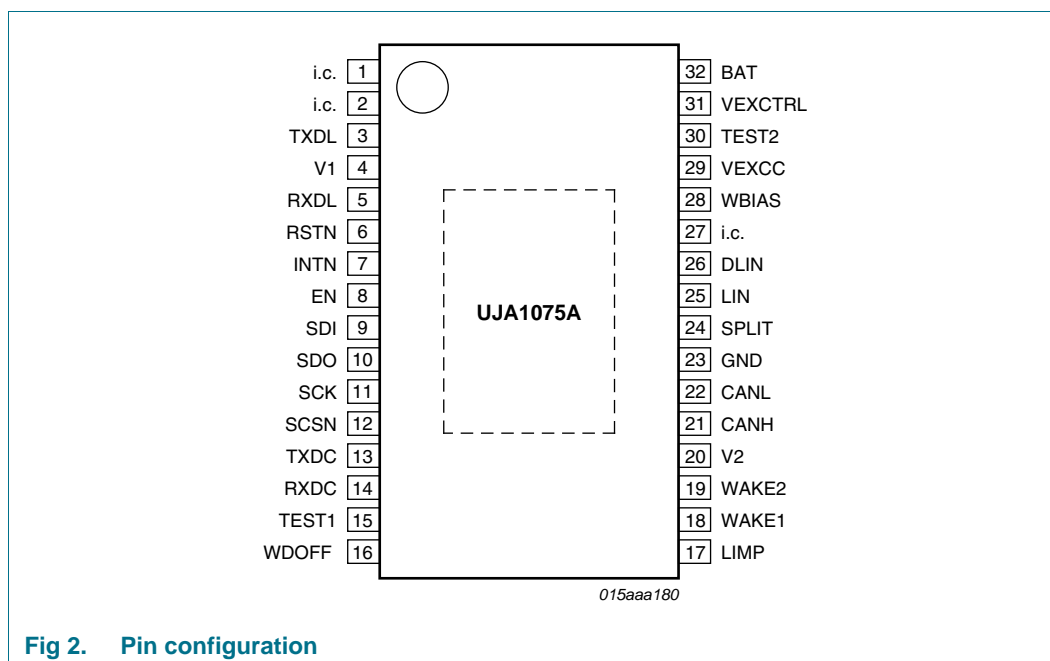 i.c. 1
i.c. 2
TXDL 3
V1 4
RXDL 5
RSTN 6
INTN 7
EN 8
SDI 9
SDO 10
SCK 11
SCSN 12
TXDC 13
RXDC 14
TEST1 15
WDOFF 16
UJA1075A
32 BAT
31 VEXCTRL
30 TEST2
29 VEXCC
28 WBIAS
27 i.c.
26 DLIN
25 LIN
24 SPLIT
23 GND
22 CANL
21 CANH
20 V2
19 WAKE2
18 WAKE1
17 LIMP
015aaa180
Fig 2. Pin configuration